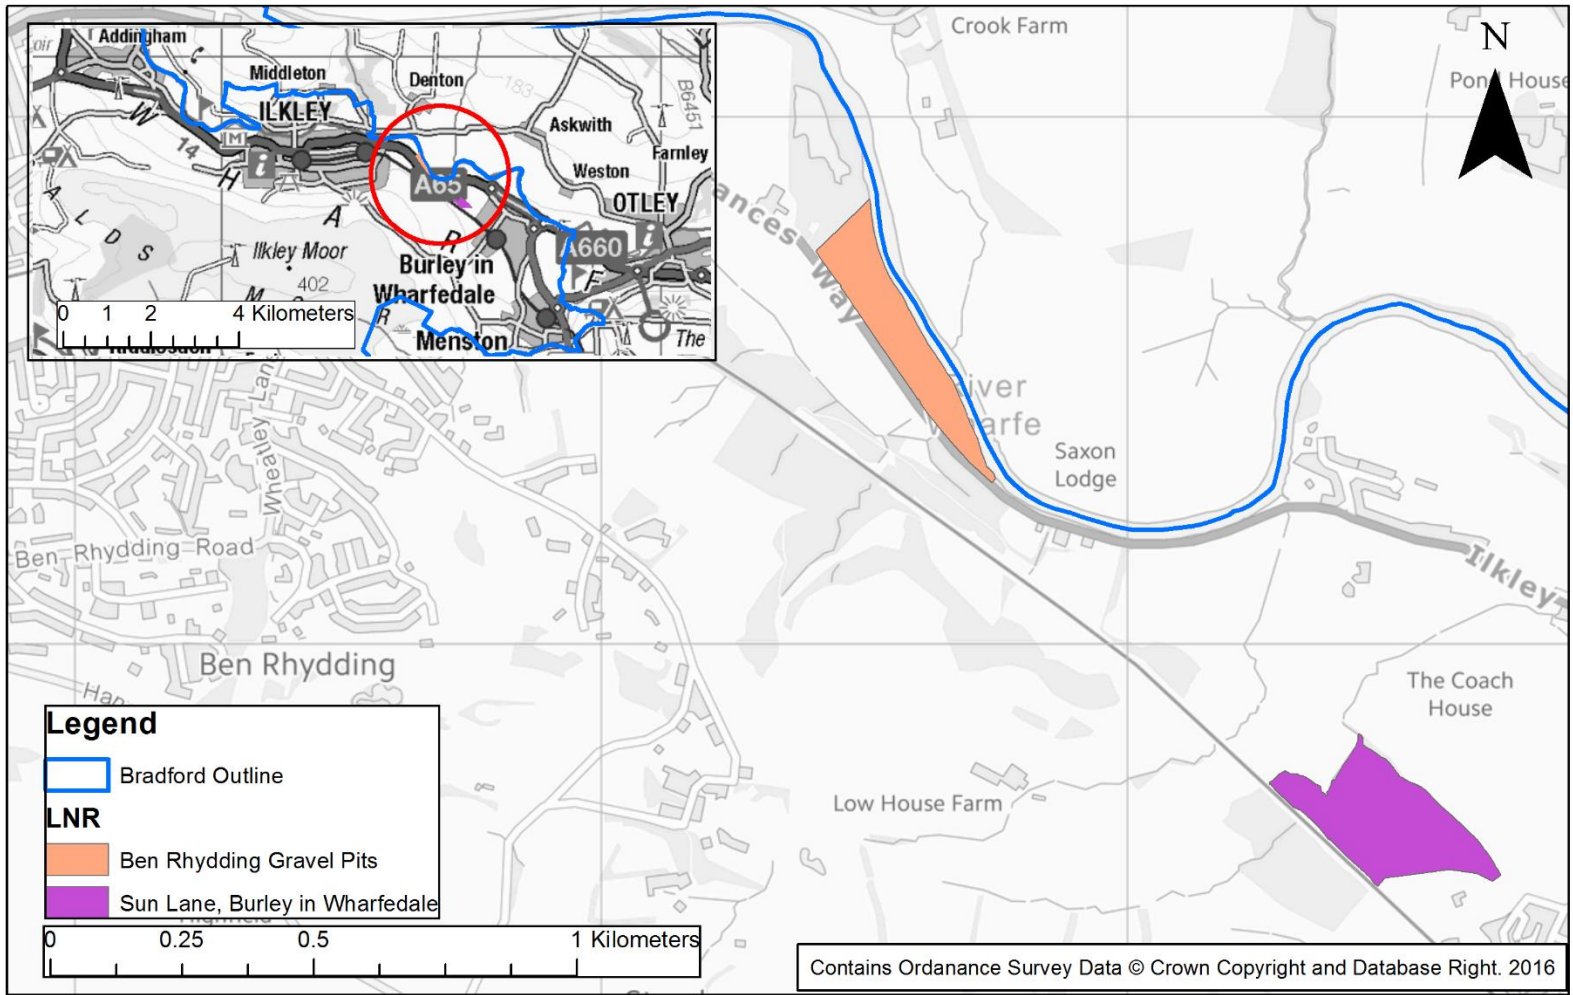 Addingham
Middleton
Denton
183
B6451
ILKLEY
Askwith
W
14
M
i
H
Farnley
Weston
A65
OTLEY
A
L
D
S
A
R
i
Ilkley Moor
A660
F
402
Burley in
Wharfedale
M
R
Menston
The
0 1 2 4 Kilometers
Crook Farm
N
Pond House
ances Way
River
Wharfe
Saxon
Lodge
Wheatley Lane
Ben Rhydding Road
Ilkley
Ben Rhydding
The Coach
House
Low House Farm
Legend
Bradford Outline
LNR
Ben Rhydding Gravel Pits
Sun Lane, Burley in Wharfedale
0 0.25 0.5 1 Kilometers
Contains Ordanance Survey Data © Crown Copyright and Database Right. 2016